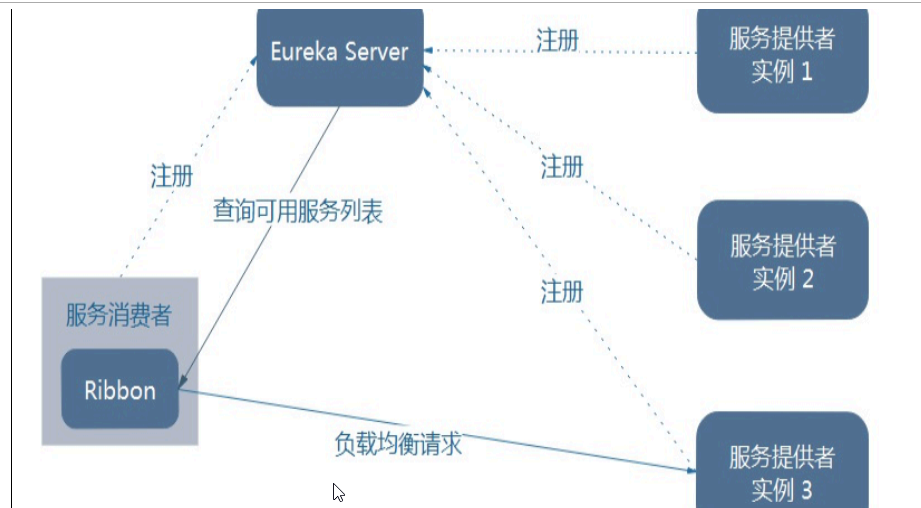 Eureka Server
注册
服务提供者
实例 1
注册
注册
查询可用服务列表
服务提供者
实例 2
注册
服务消费者
Ribbon
负载均衡请求
服务提供者
实例 3